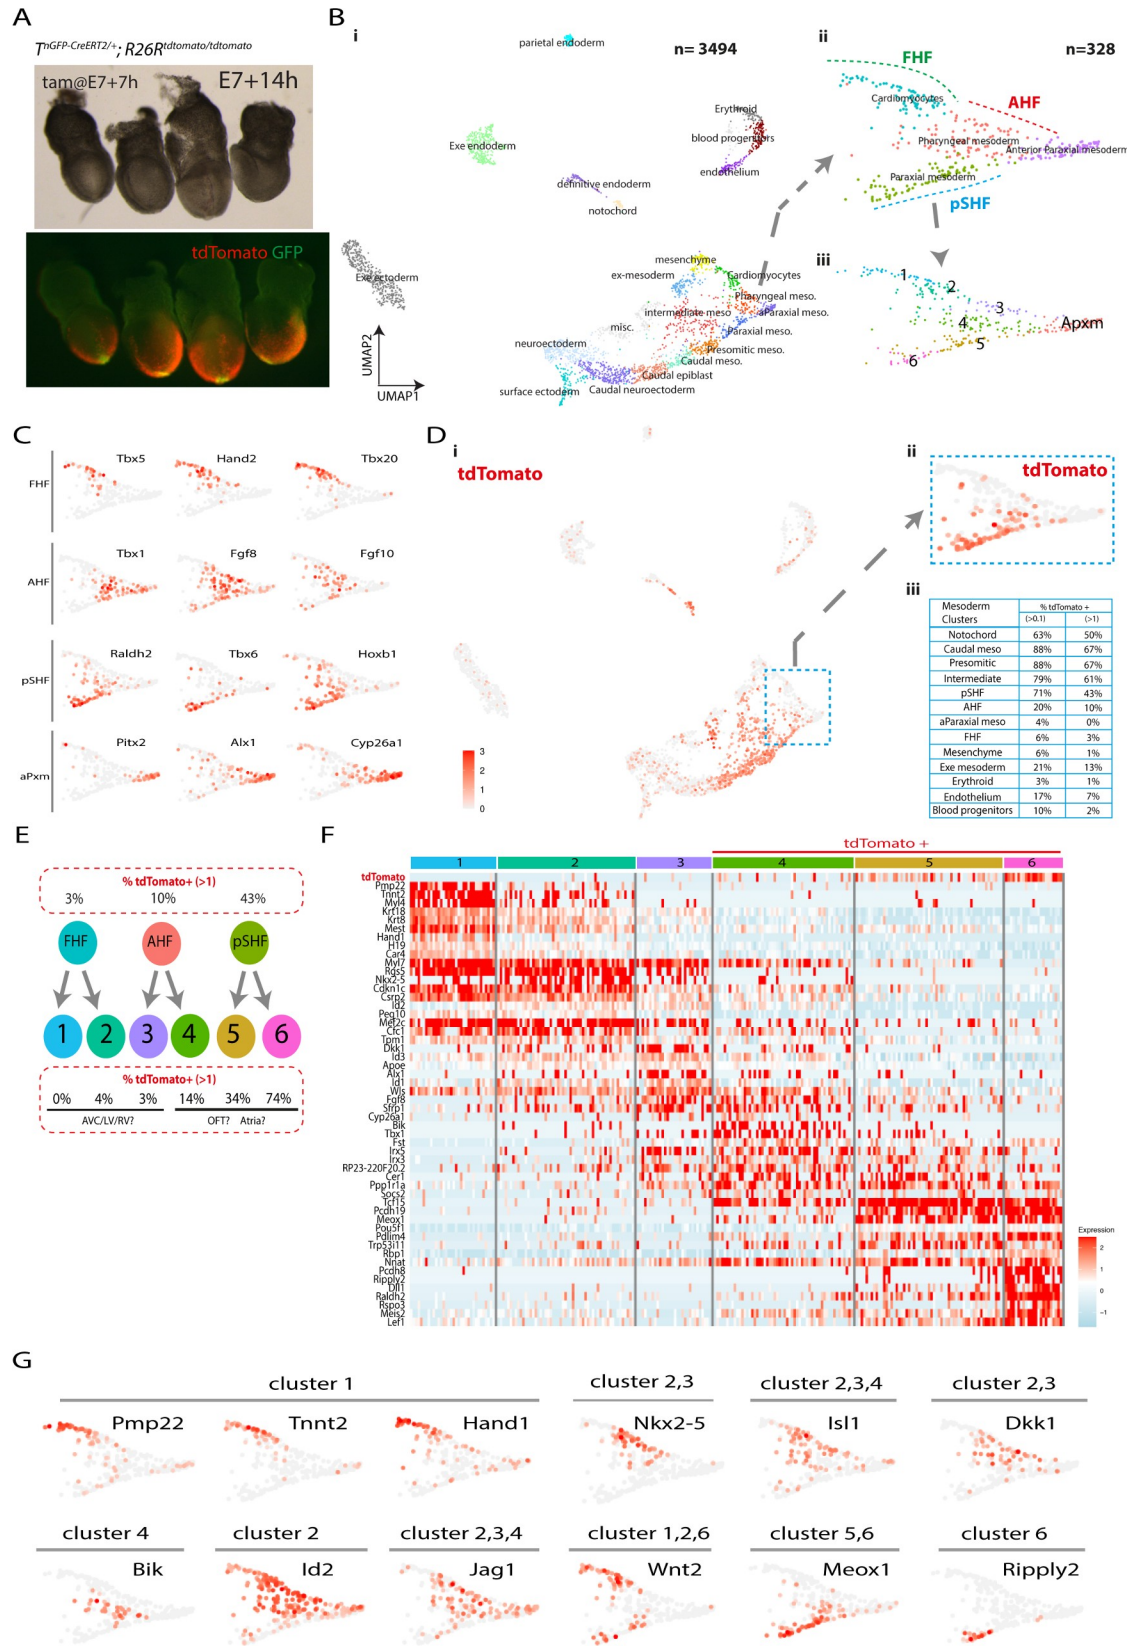 A
TnGFP-CreERT2/+; R26Rtdtomato/tdtomato
tam@E7+7h
E7+14h
tdTomato GFP
B
i
n= 3494
parietal endoderm
Erythroid
blood progenitors
Exe endoderm
endothelium
definitive endoderm
notochord
Exe ectoderm
mesenchyme
ex-mesoderm
Cardiomyocytes
Pharyngeal meso.
intermediate meso
aParaxial meso.
misc.
Paraxial meso.
neuroectoderm
Presomitic meso.
Caudal meso.
Caudal epiblast
surface ectoderm
Caudal neuroectoderm
UMAP2
UMAP1
ii
n=328
FHF
Cardiomyocytes
AHF
Pharyngeal mesoderm
Anterior Paraxial mesoderm
Paraxial mesoderm
pSHF
iii
1
2
3
4
5
6
Apxm
C
FHF
Tbx5
Hand2
Tbx20
AHF
Tbx1
Fgf8
Fgf10
pSHF
Raldh2
Tbx6
Hoxb1
aPxm
Pitx2
Alx1
Cyp26a1
D
i
tdTomato
3
2
1
0
ii
tdTomato
iii
Mesoderm Clusters % tdTomato +
(>0.1) (>1)
Notochord 63% 50%
Caudal meso 88% 67%
Presomitic 88% 67%
Intermediate 79% 61%
pSHF 71% 43%
AHF 20% 10%
aParaxial meso 4% 0%
FHF 6% 3%
Mesenchyme 6% 1%
Exe mesoderm 21% 13%
Erythroid 3% 1%
Endothelium 17% 7%
Blood progenitors 10% 2%
E
% tdTomato+ (>1)
3% 10% 43%
FHF AHF pSHF
1 2 3 4 5 6
% tdTomato+ (>1)
0% 4% 3% 14% 34% 74%
AVC/LV/RV? OFT? Atria?
F
tdTomato +
1 2 3 4 5 6
tdTomato
Pmp22
Tnnt2
Myl4
Krt18
Krt8
Mest
Hand1
H19
Car4
Myl7
Rgs5
Nkx2-5
Cdkn1c
Csrp2
Id2
Peg10
Mef2c
Cfc1
Tpm1
Dkk1
Id3
Apoe
Alx1
Id1
Wls
Fgf8
Sfrp1
Cyp26a1
Bik
Tbx1
Fst
Irx5
Irx3
RP23-220F20.2
Cer1
Ppp1r1a
Socs2
Tcf15
Pcdh19
Meox1
Pou5f1
Pdlim4
Trp53i11
Rbp1
Nnat
Pcdh8
Ripply2
Dll1
Raldh2
Rspo3
Meis2
Lef1
Expression
2
1
0
−1
G
cluster 1
cluster 2,3
cluster 2,3,4
cluster 2,3
Pmp22
Tnnt2
Hand1
Nkx2-5
Isl1
Dkk1
cluster 4
cluster 2
cluster 2,3,4
cluster 1,2,6
cluster 5,6
cluster 6
Bik
Id2
Jag1
Wnt2
Meox1
Ripply2